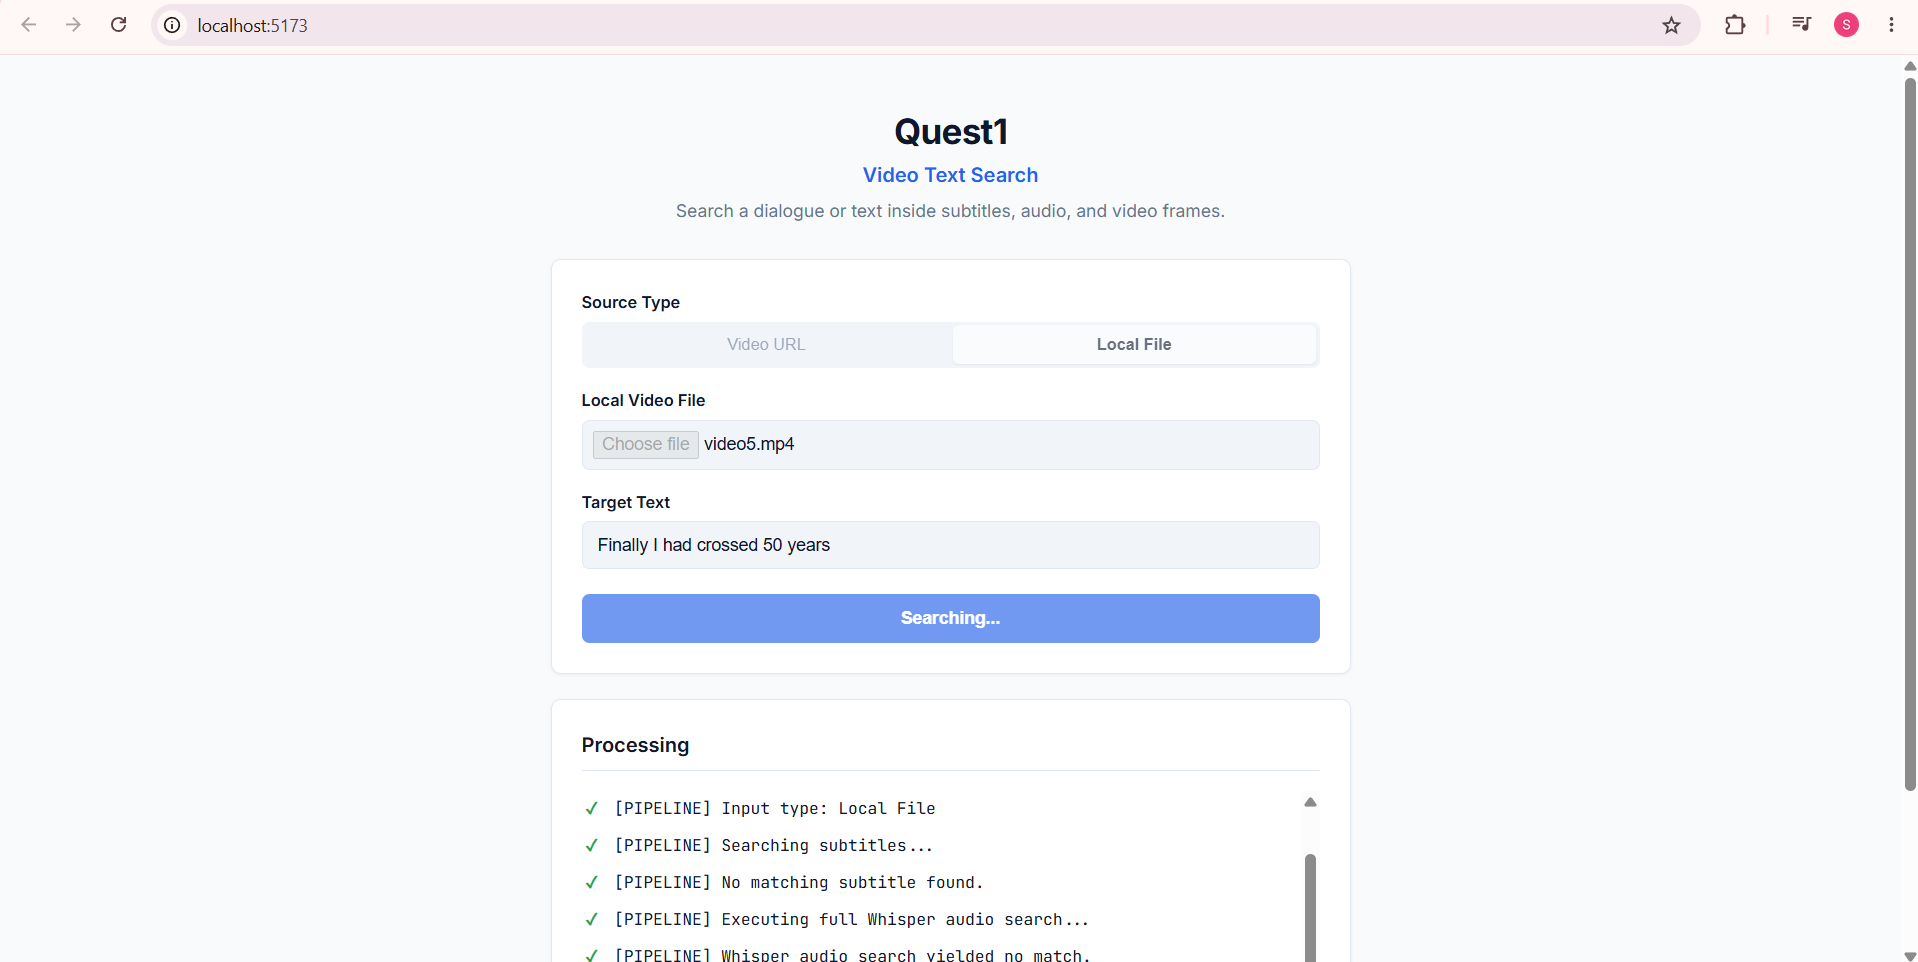 localhost:5173
S
Quest1
Video Text Search
Search a dialogue or text inside subtitles, audio, and video frames.
Source Type
Video URL Local File
Local Video File
Choose file video5.mp4
Target Text
Finally I had crossed 50 years
Searching...
Processing
✓ [PIPELINE] Input type: Local File
✓ [PIPELINE] Searching subtitles...
✓ [PIPELINE] No matching subtitle found.
✓ [PIPELINE] Executing full Whisper audio search...
✓ [PIPELINE] Whisper audio search yielded no match.